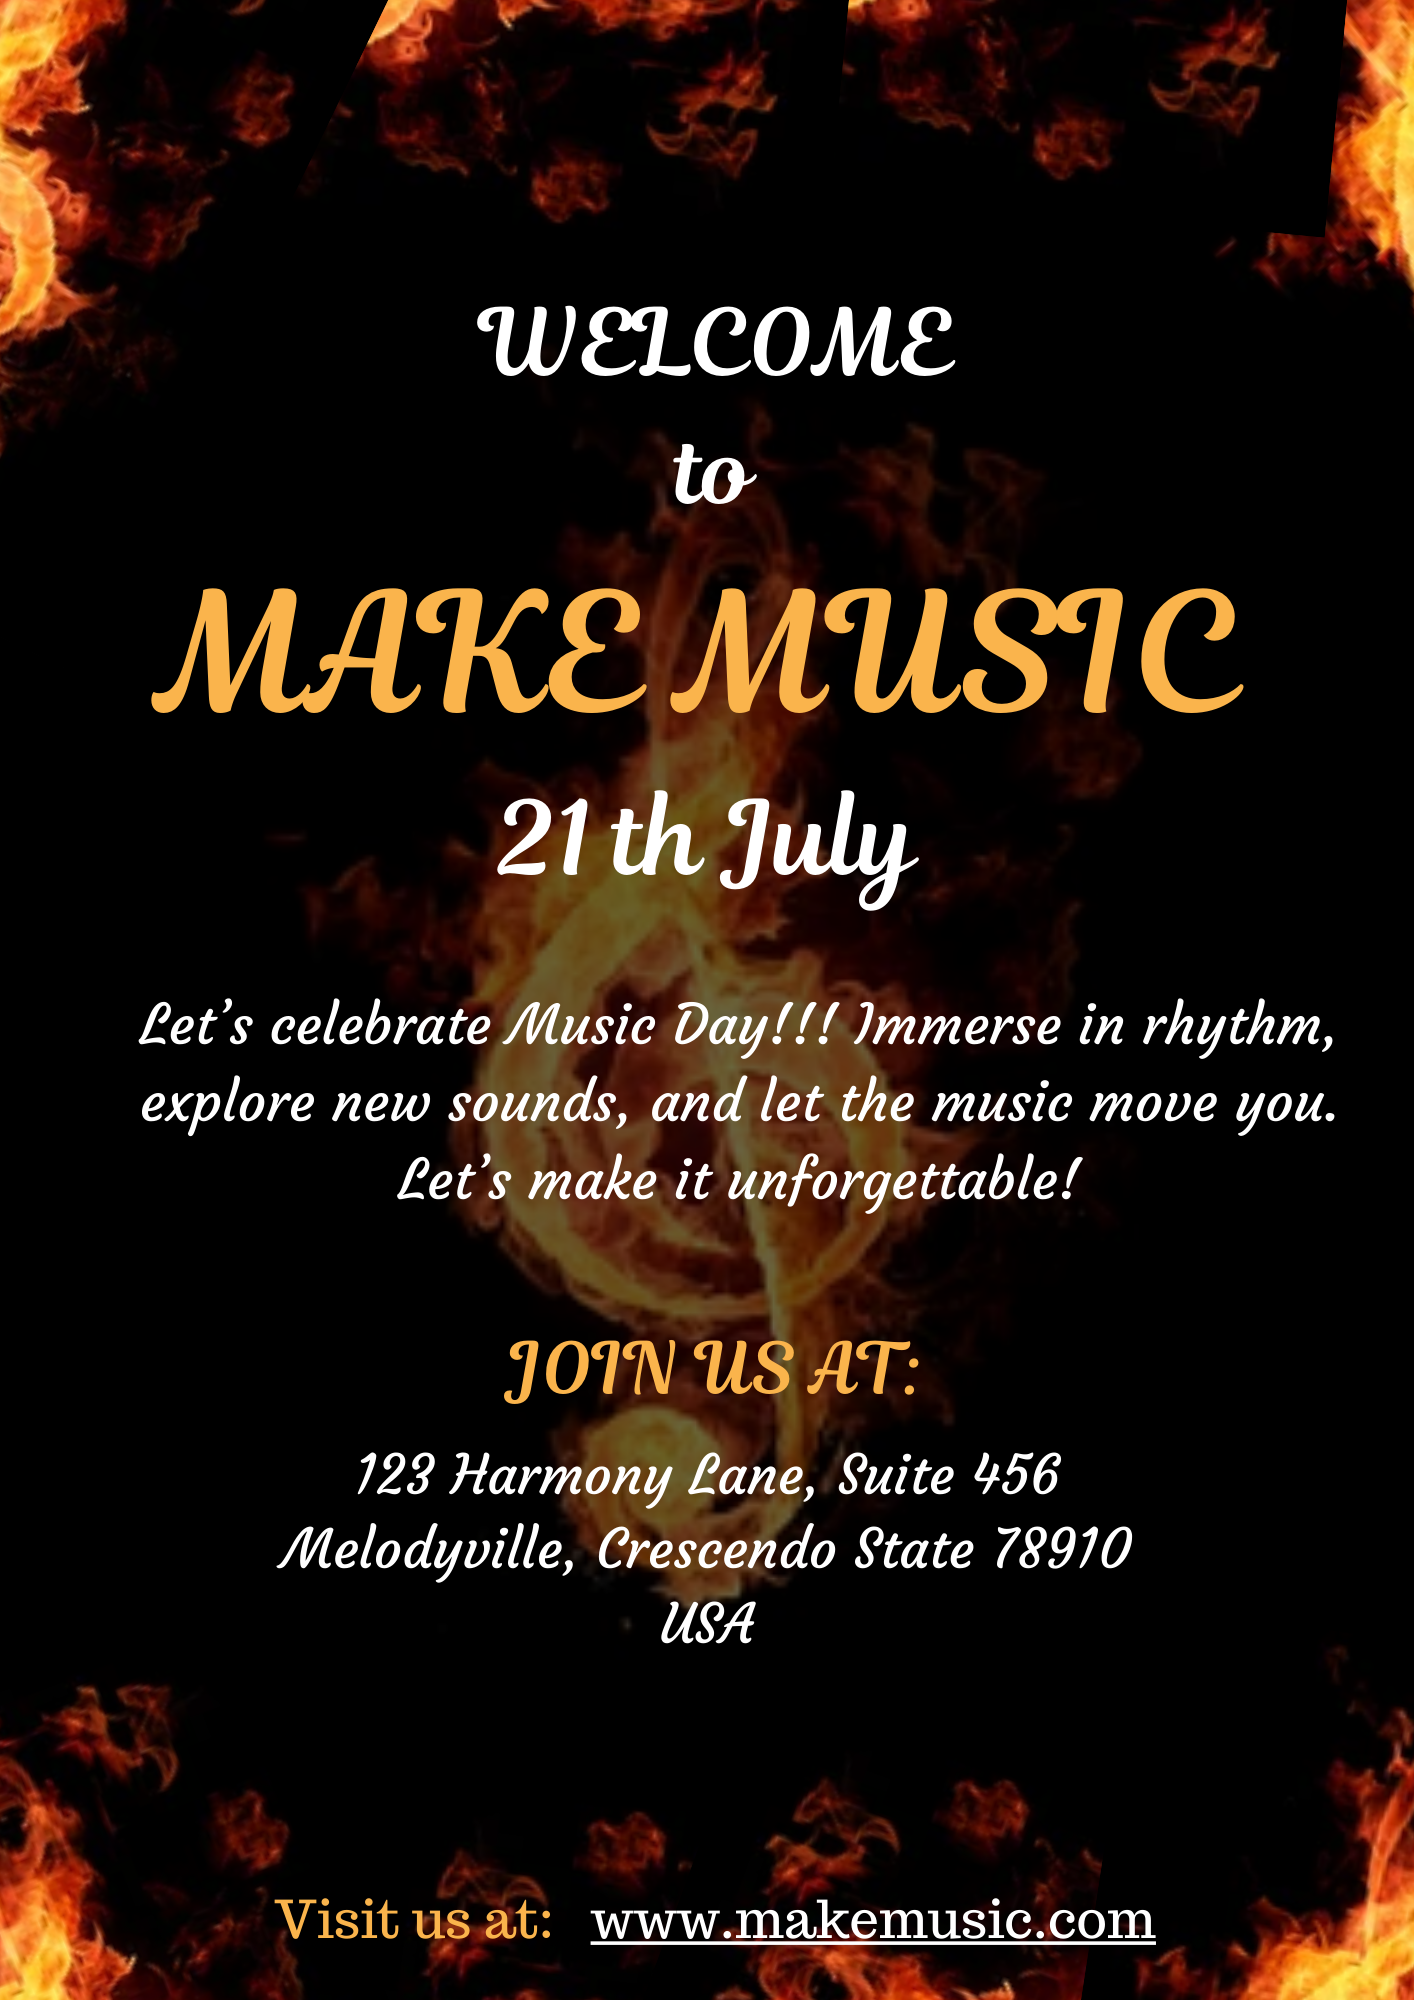 WELCOME
to
MAKE MUSIC
21 th July
Let’s celebrate Music Day!!! Immerse in rhythm,
explore new sounds, and let the music move you.
Let’s make it unforgettable!
JOIN US AT:
123 Harmony Lane, Suite 456
Melodyville, Crescendo State 78910
USA
Visit us at: www.makemusic.com